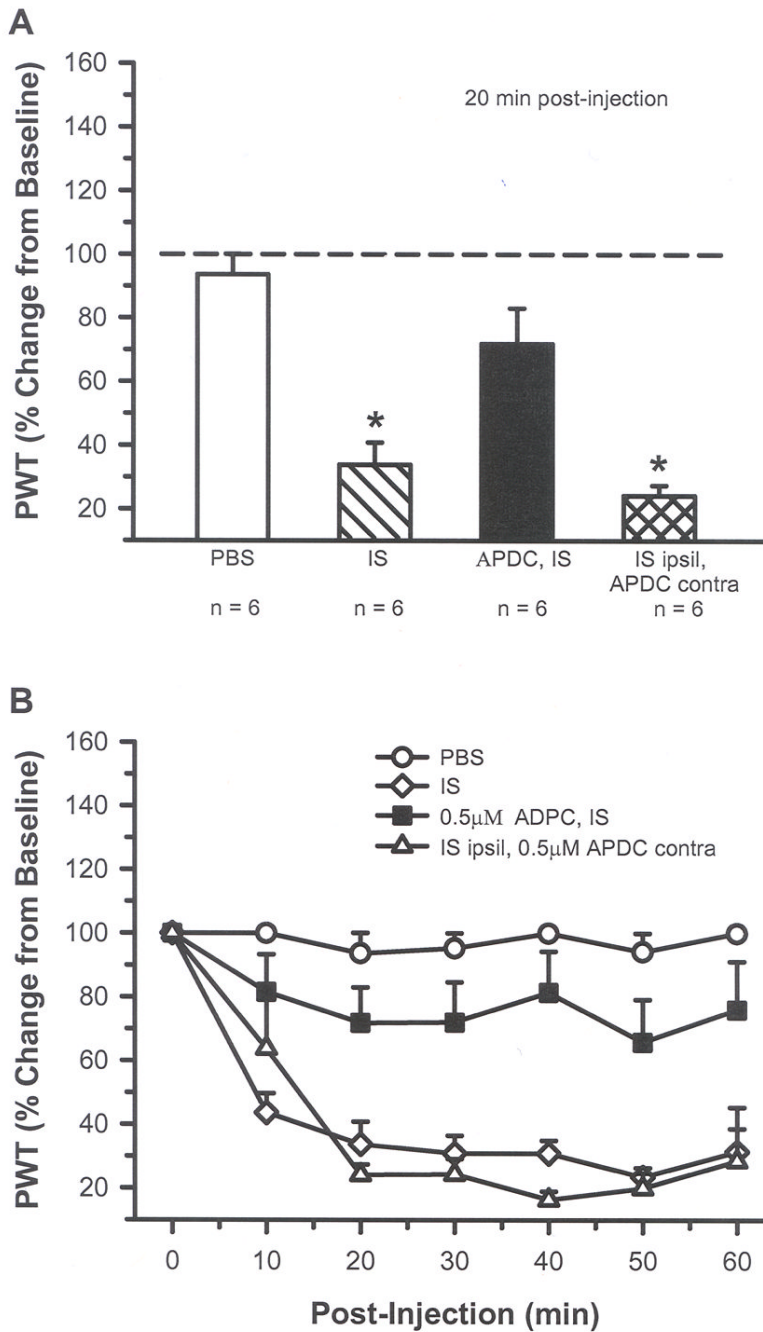 A
PWT (% Change from Baseline)
160
140
120
100
80
60
40
20
20 min post-injection
*
*
PBS
IS
APDC, IS
IS ipsil,
APDC contra
n = 6
n = 6
n = 6
n = 6
B
PWT (% Change from Baseline)
160
140
120
100
80
60
40
20
PBS
IS
0.5μM ADPC, IS
IS ipsil, 0.5μM APDC contra
0
10
20
30
40
50
60
Post-Injection (min)